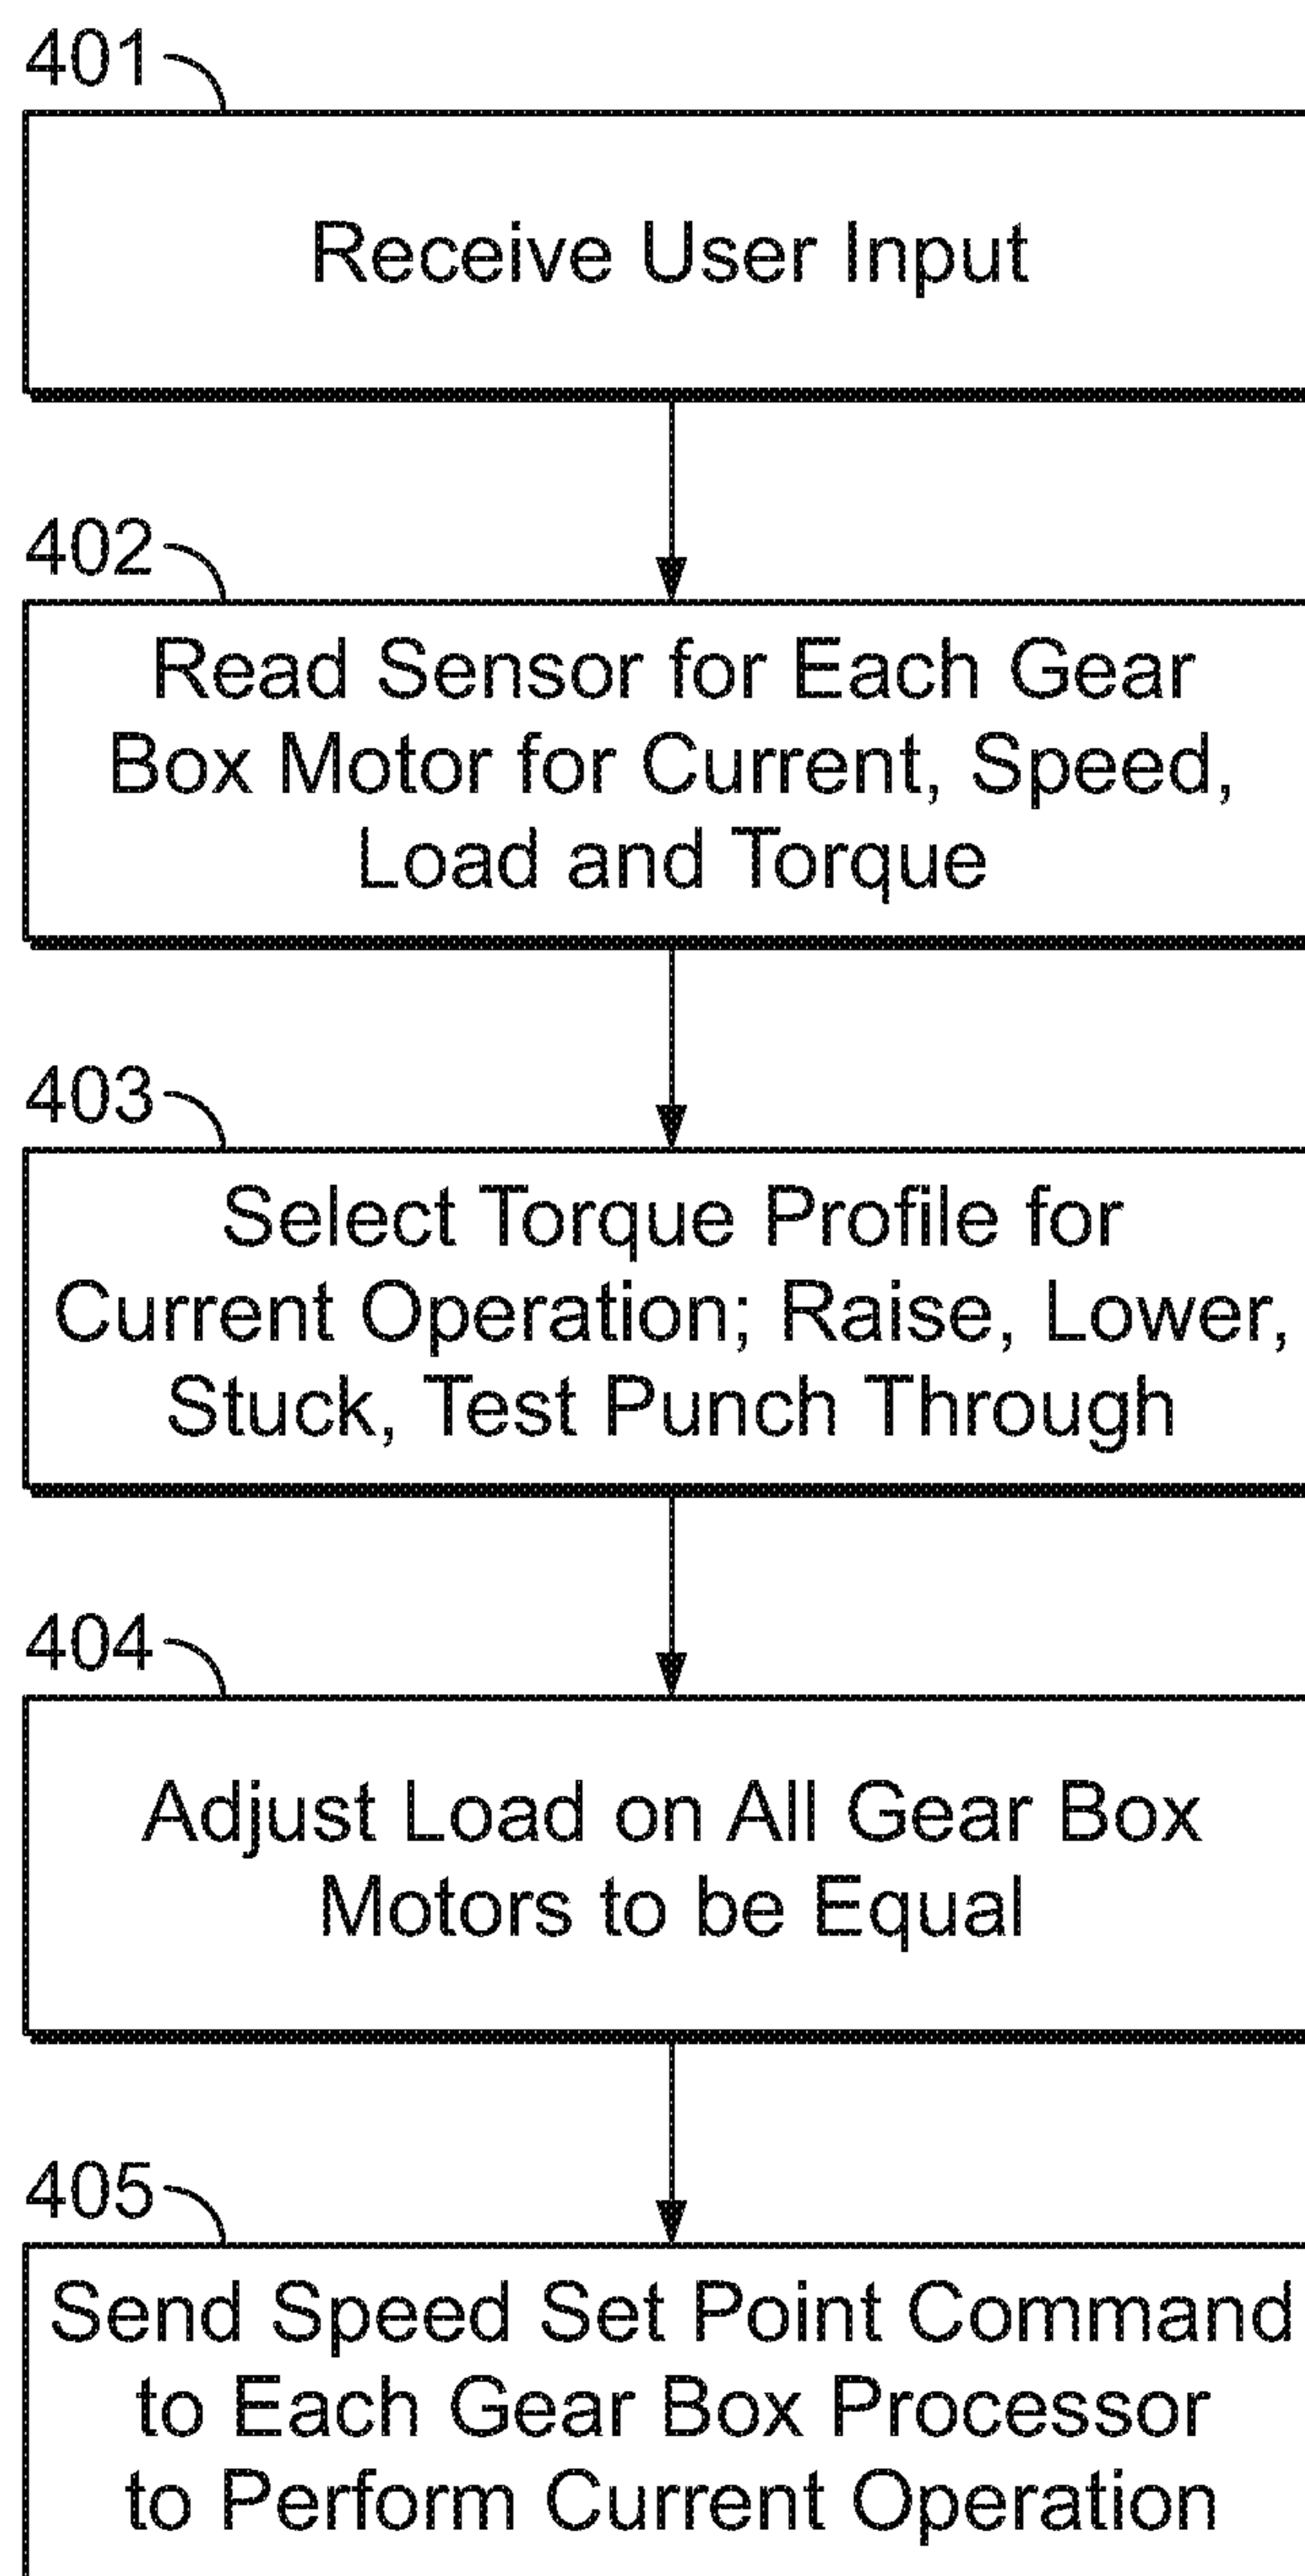 401
Receive User Input
402
Read Sensor for Each Gear
Box Motor for Current, Speed,
Load and Torque
403
Select Torque Profile for
Current Operation; Raise, Lower,
Stuck, Test Punch Through
404
Adjust Load on All Gear Box
Motors to be Equal
405
Send Speed Set Point Command
to Each Gear Box Processor
to Perform Current Operation